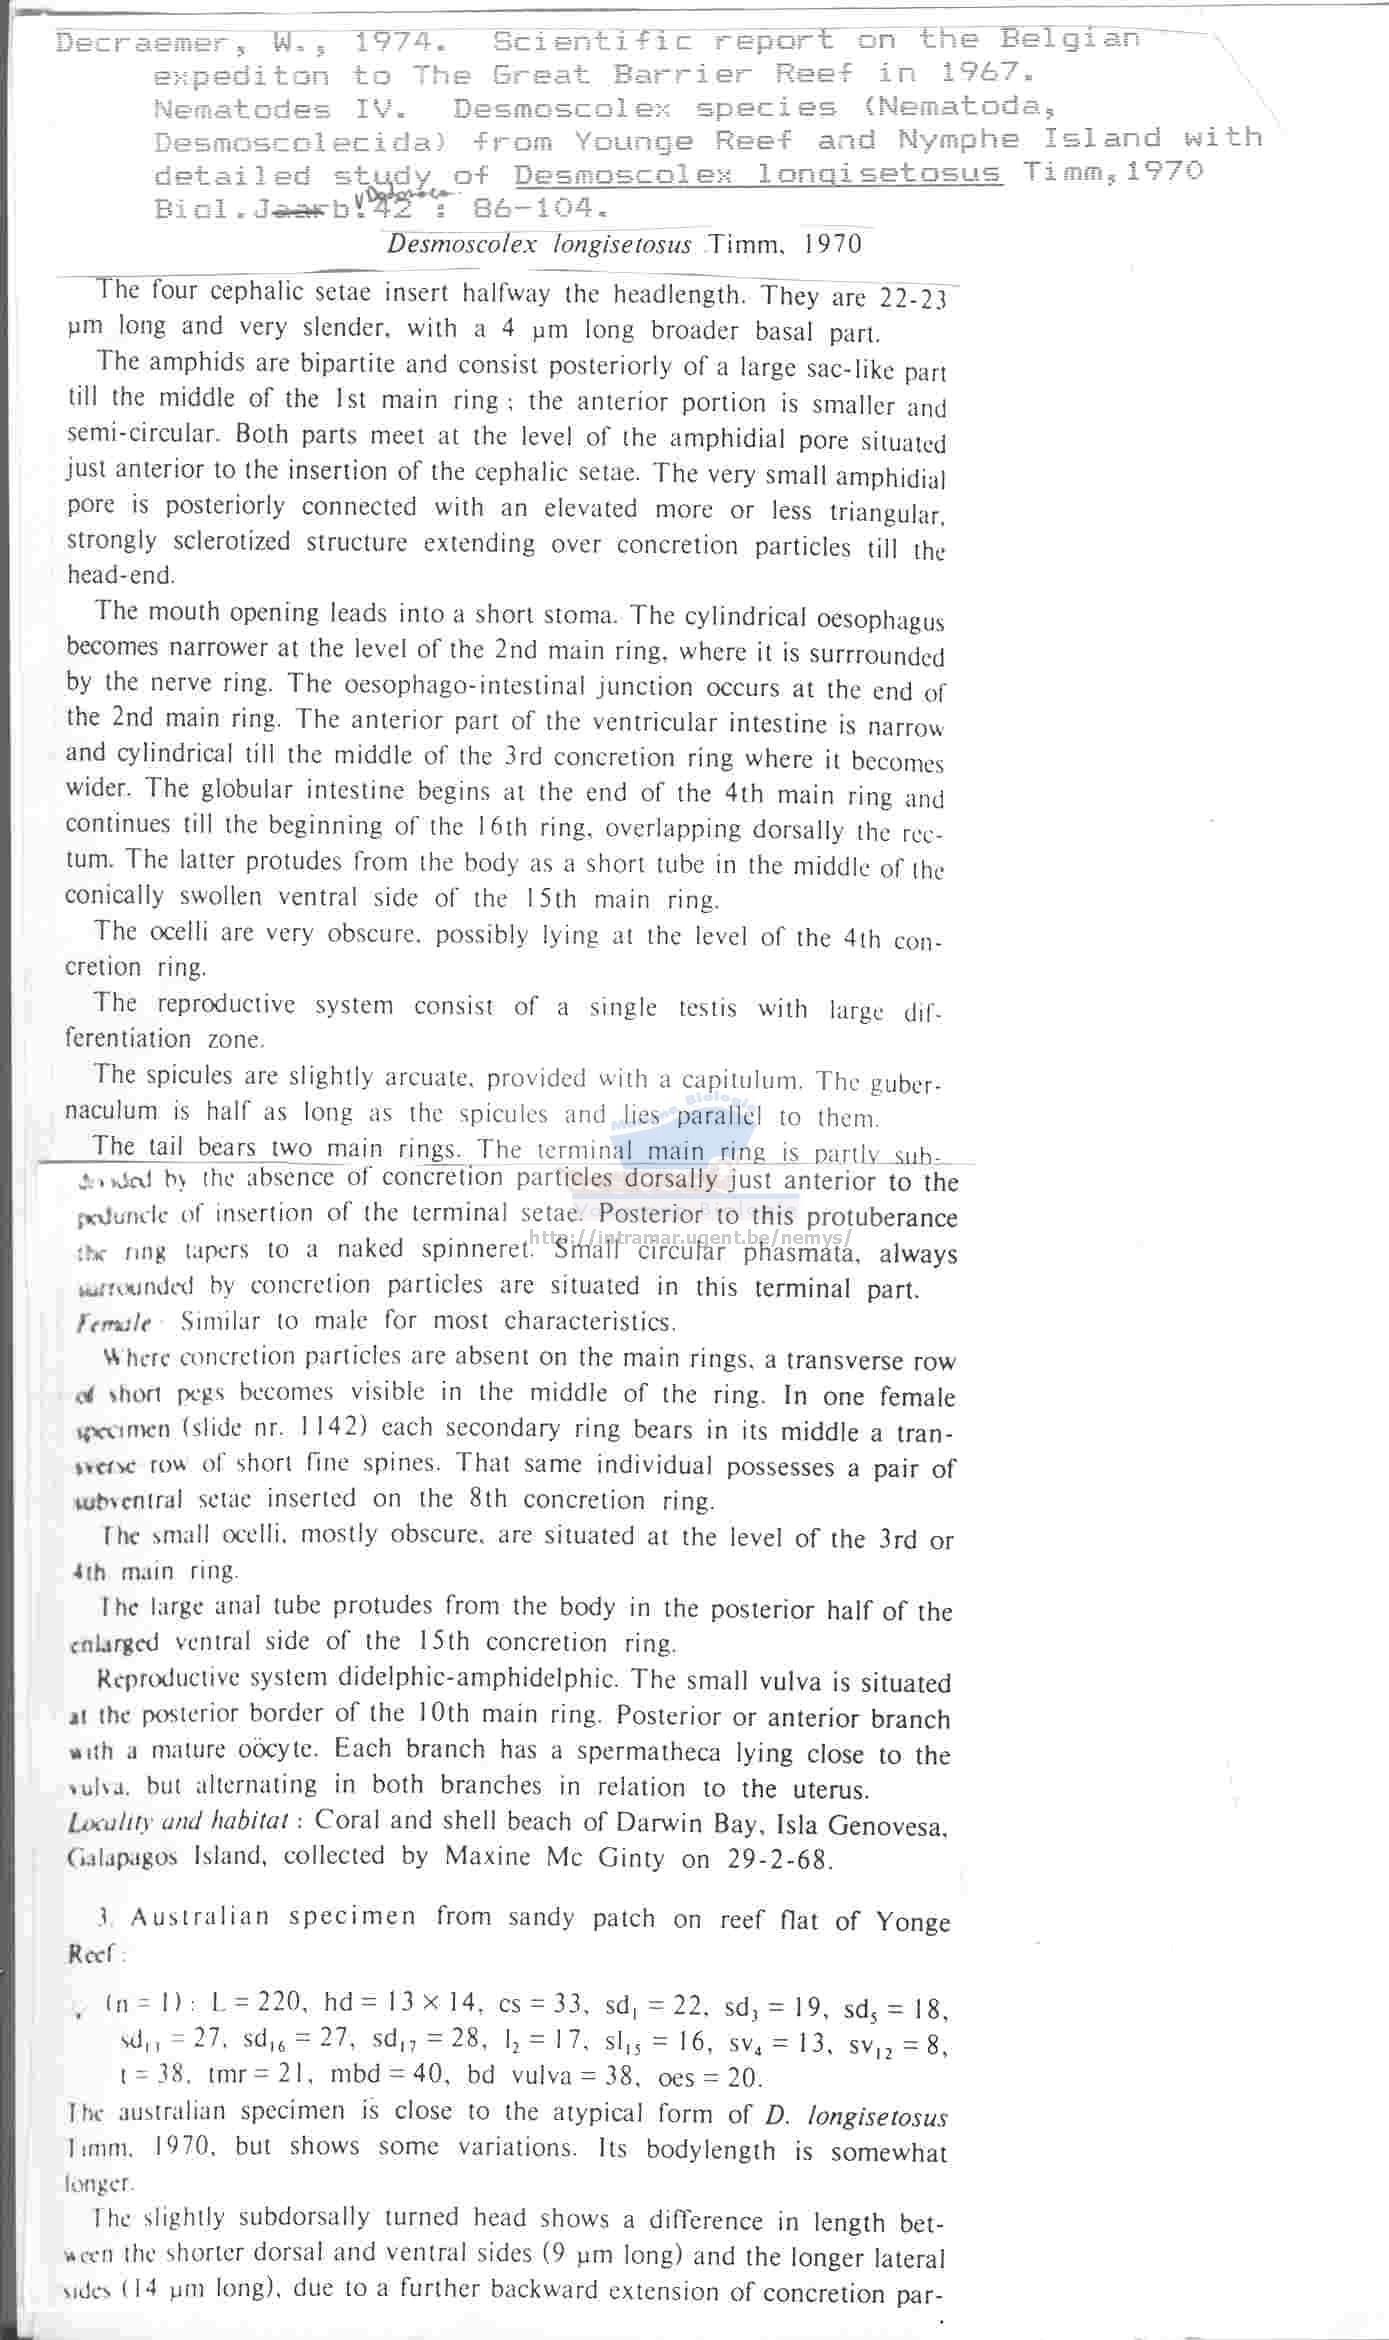 Decraemer, W., 1974. Scientific report on the Belgian
expediton to The Great Barrier Reef in 1967.
Nematodes IV. Desmoscolex species (Nematoda,
Desmoscolecida) from Younge Reef and Nymphe Island with
detailed study of Desmoscolex longisetosus Timm,1970
Biol.Jaarb. 42 : 86-104.
Desmoscolex longisetosus Timm, 1970
The four cephalic setae insert halfway the headlength. They are 22-23
µm long and very slender, with a 4 µm long broader basal part.
The amphids are bipartite and consist posteriorly of a large sac-like part
till the middle of the 1st main ring ; the anterior portion is smaller and
semi-circular. Both parts meet at the level of the amphidial pore situated
just anterior to the insertion of the cephalic setae. The very small amphidial
pore is posteriorly connected with an elevated more or less triangular,
strongly sclerotized structure extending over concretion particles till the
head-end.
The mouth opening leads into a short stoma. The cylindrical oesophagus
becomes narrower at the level of the 2nd main ring, where it is surrrounded
by the nerve ring. The oesophago-intestinal junction occurs at the end of
the 2nd main ring. The anterior part of the ventricular intestine is narrow
and cylindrical till the middle of the 3rd concretion ring where it becomes
wider. The globular intestine begins at the end of the 4th main ring and
continues till the beginning of the 16th ring, overlapping dorsally the rec-
tum. The latter protudes from the body as a short tube in the middle of the
conically swollen ventral side of the 15th main ring.
The ocelli are very obscure, possibly lying at the level of the 4th con-
cretion ring.
The reproductive system consist of a single testis with large dif-
ferentiation zone.
The spicules are slightly arcuate, provided with a capitulum. The guber-
naculum is half as long as the spicules and lies parallel to them.
The tail bears two main rings. The terminal main ring is partly sub-
divided by the absence of concretion particles dorsally just anterior to the
peduncle of insertion of the terminal setae. Posterior to this protuberance
http://intramar.ugent.be/nemys/
the ring tapers to a naked spinneret. Small circular phasmata, always
surrounded by concretion particles are situated in this terminal part.
Female Similar to male for most characteristics.
Where concretion particles are absent on the main rings, a transverse row
of short pegs becomes visible in the middle of the ring. In one female
specimen (slide nr. 1142) each secondary ring bears in its middle a tran-
sverse row of short fine spines. That same individual possesses a pair of
subventral setae inserted on the 8th concretion ring.
The small ocelli, mostly obscure, are situated at the level of the 3rd or
4th main ring.
The large anal tube protudes from the body in the posterior half of the
enlarged ventral side of the 15th concretion ring.
Reproductive system didelphic-amphidelphic. The small vulva is situated
at the posterior border of the 10th main ring. Posterior or anterior branch
with a mature oöcyte. Each branch has a spermatheca lying close to the
vulva, but alternating in both branches in relation to the uterus.
Locality and habitat : Coral and shell beach of Darwin Bay, Isla Genovesa,
Galapagos Island, collected by Maxine Mc Ginty on 29-2-68.
3. Australian specimen from sandy patch on reef flat of Yonge
Reef :
(n = 1) : L = 220, hd = 13 × 14, cs = 33, sd₁ = 22, sd₃ = 19, sd₅ = 18,
sd₁₁ = 27, sd₁₆ = 27, sd₁₇ = 28, l₂ = 17, sl₁₅ = 16, sv₄ = 13, sv₁₂ = 8,
t = 38, tmr = 21, mbd = 40, bd vulva = 38, oes = 20.
The australian specimen is close to the atypical form of D. longisetosus
Timm, 1970, but shows some variations. Its bodylength is somewhat
longer.
The slightly subdorsally turned head shows a difference in length bet-
ween the shorter dorsal and ventral sides (9 µm long) and the longer lateral
sides (14 µm long), due to a further backward extension of concretion par-